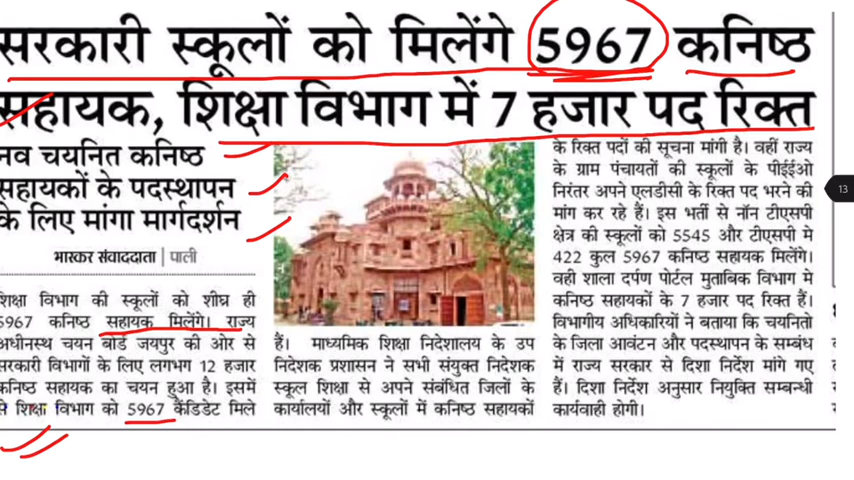 सरकारी स्कूलों को मिलेंगे 5967 कनिष्ठ
सहायक, शिक्षा विभाग में 7 हजार पद रिक्त
नव चयनित कनिष्ठ
सहायकों के पदस्थापन
के लिए मांगा मार्गदर्शन
भास्कर संवाददाता | पाली
शिक्षा विभाग की स्कूलों को शीघ्र ही
5967 कनिष्ठ सहायक मिलेंगे। राज्य
अधीनस्थ चयन बोर्ड जयपुर की ओर से
सरकारी विभागों के लिए लगभग 12 हजार
कनिष्ठ सहायक का चयन हुआ है। इसमें
से शिक्षा विभाग को 5967 कैंडिडेट मिले
हैं। माध्यमिक शिक्षा निदेशालय के उप
निदेशक प्रशासन ने सभी संयुक्त निदेशक
स्कूल शिक्षा से अपने संबंधित जिलों के
कार्यालयों और स्कूलों में कनिष्ठ सहायकों
के रिक्त पदों की सूचना मांगी है। वहीं राज्य
के ग्राम पंचायतों की स्कूलों के पीईईओ
निरंतर अपने एलडीसी के रिक्त पद भरने की
मांग कर रहे हैं। इस भर्ती से नॉन टीएसपी
क्षेत्र की स्कूलों को 5545 और टीएसपी मे
422 कुल 5967 कनिष्ठ सहायक मिलेंगे।
वही शाला दर्पण पोर्टल मुताबिक विभाग मे
कनिष्ठ सहायकों के 7 हजार पद रिक्त हैं।
विभागीय अधिकारियों ने बताया कि चयनितो
के जिला आवंटन और पदस्थापन के सम्बंध
में राज्य सरकार से दिशा निर्देश मांगे गए
हैं। दिशा निर्देश अनुसार नियुक्ति सम्बन्धी
कार्यवाही होगी।
13